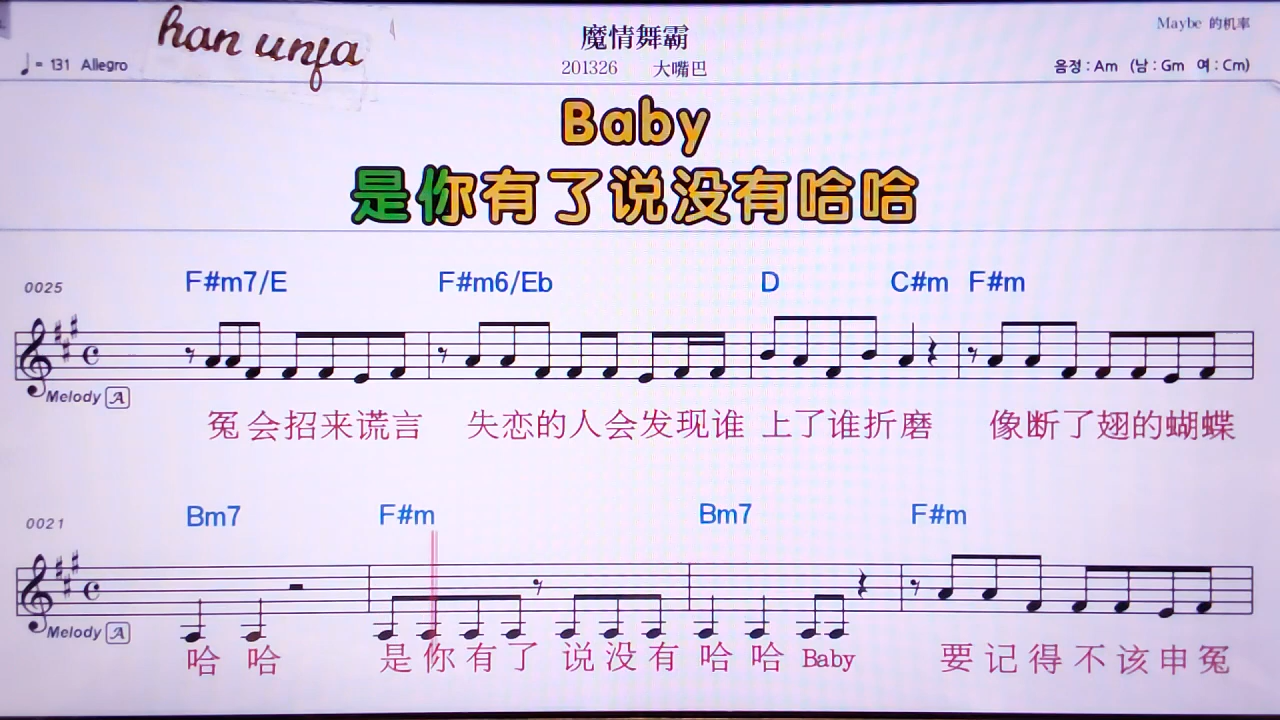 han unfa
魔情舞霸
Maybe 的机率
♩= 131 Allegro
201326 大嘴巴
음정 : Am (남 : Gm 여 : Cm)
Baby
是你有了说没有哈哈
0025 F#m7/E F#m6/Eb D C#m F#m
Melody A
冤会招来谎言 失恋的人会发现谁 上了谁折磨 像断了翅的蝴蝶
0021 Bm7 F#m Bm7 F#m
Melody A
哈 哈 是你有了 说没有 哈 哈 Baby 要记得不该申冤